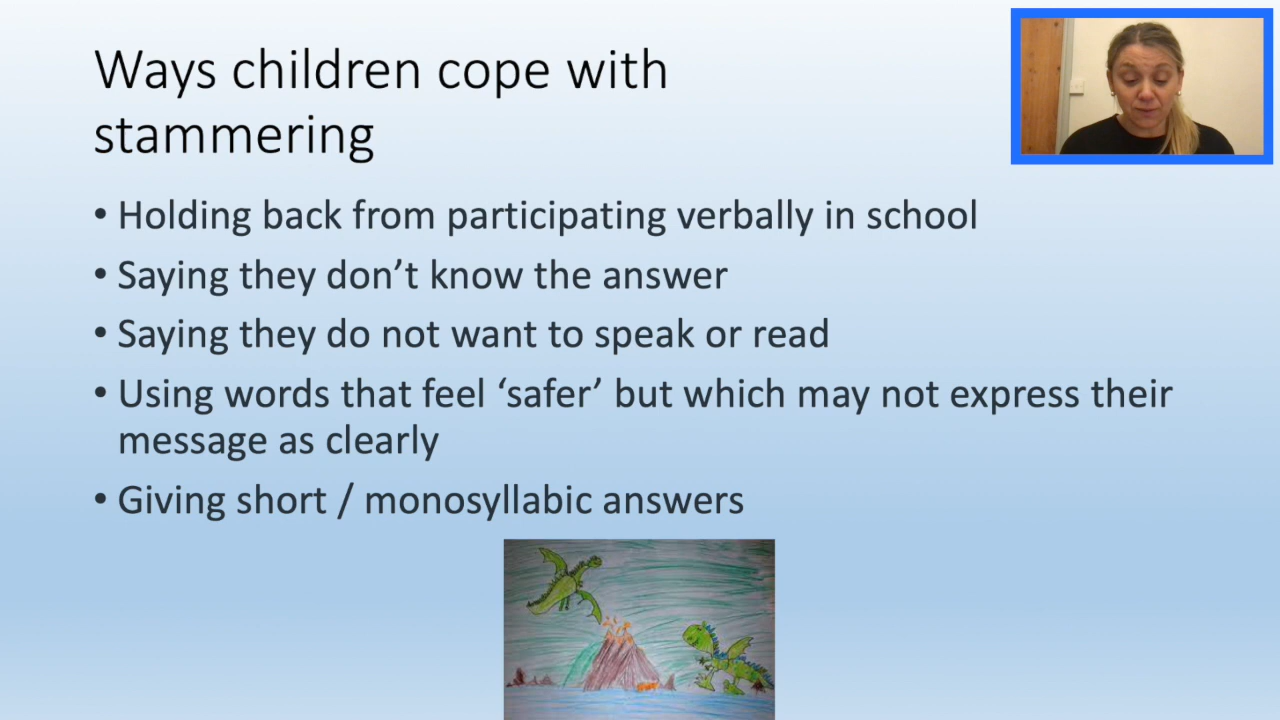 Ways children cope with
stammering
• Holding back from participating verbally in school
• Saying they don’t know the answer
• Saying they do not want to speak or read
• Using words that feel ‘safer’ but which may not express their
message as clearly
• Giving short / monosyllabic answers